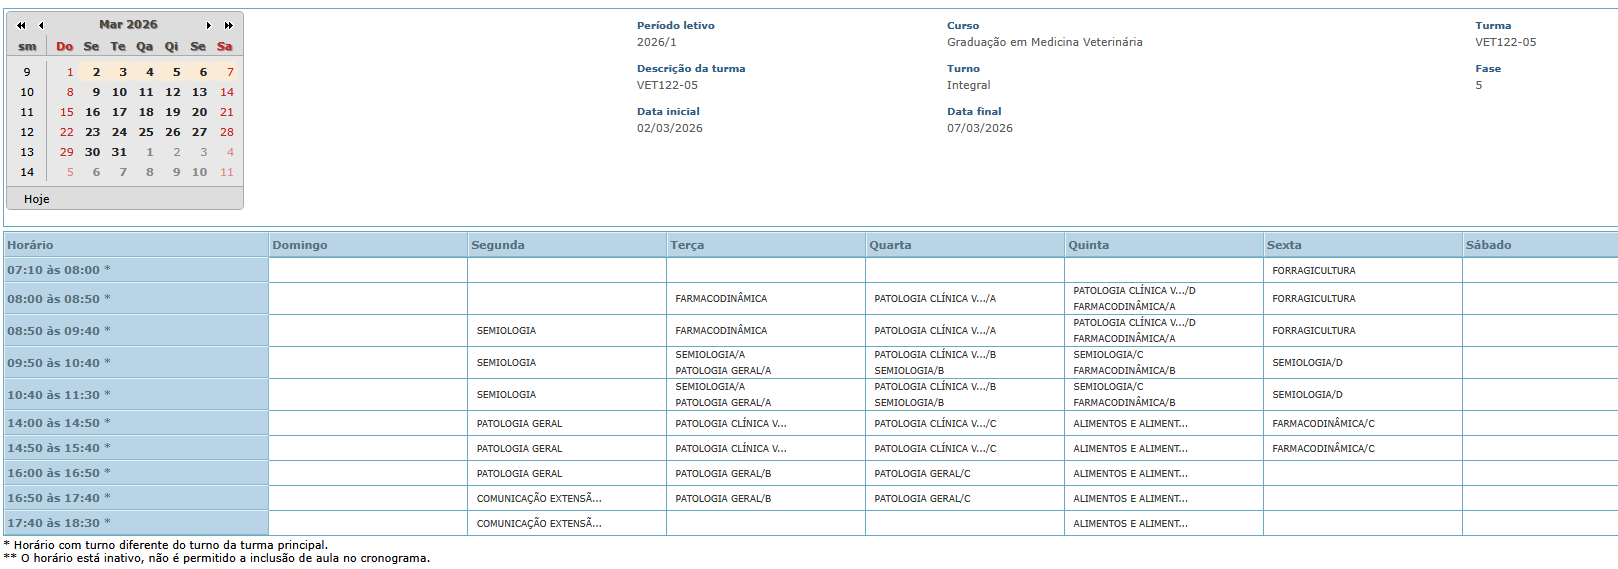 Mar 2026
sm Do Se Te Qa Qi Se Sa
9 1 2 3 4 5 6 7
10 8 9 10 11 12 13 14
11 15 16 17 18 19 20 21
12 22 23 24 25 26 27 28
13 29 30 31 1 2 3 4
14 5 6 7 8 9 10 11
Hoje
Período letivo
2026/1
Curso
Graduação em Medicina Veterinária
Turma
VET122-05
Descrição da turma
VET122-05
Turno
Integral
Fase
5
Data inicial
02/03/2026
Data final
07/03/2026
Horário Domingo Segunda Terça Quarta Quinta Sexta Sábado
07:10 às 08:00 * FORRAGICULTURA
08:00 às 08:50 * FARMACODINÂMICA PATOLOGIA CLÍNICA V.../A PATOLOGIA CLÍNICA V.../D FORRAGICULTURA
FARMACODINÂMICA/A
08:50 às 09:40 * SEMIOLOGIA FARMACODINÂMICA PATOLOGIA CLÍNICA V.../A PATOLOGIA CLÍNICA V.../D FORRAGICULTURA
FARMACODINÂMICA/A
09:50 às 10:40 * SEMIOLOGIA SEMIOLOGIA/A PATOLOGIA CLÍNICA V.../B SEMIOLOGIA/C SEMIOLOGIA/D
PATOLOGIA GERAL/A SEMIOLOGIA/B FARMACODINÂMICA/B
10:40 às 11:30 * SEMIOLOGIA SEMIOLOGIA/A PATOLOGIA CLÍNICA V.../B SEMIOLOGIA/C SEMIOLOGIA/D
PATOLOGIA GERAL/A SEMIOLOGIA/B FARMACODINÂMICA/B
14:00 às 14:50 * PATOLOGIA GERAL PATOLOGIA CLÍNICA V... PATOLOGIA CLÍNICA V.../C ALIMENTOS E ALIMENT... FARMACODINÂMICA/C
14:50 às 15:40 * PATOLOGIA GERAL PATOLOGIA CLÍNICA V... PATOLOGIA CLÍNICA V.../C ALIMENTOS E ALIMENT... FARMACODINÂMICA/C
16:00 às 16:50 * PATOLOGIA GERAL PATOLOGIA GERAL/B PATOLOGIA GERAL/C ALIMENTOS E ALIMENT...
16:50 às 17:40 * COMUNICAÇÃO EXTENSÃ... PATOLOGIA GERAL/B PATOLOGIA GERAL/C ALIMENTOS E ALIMENT...
17:40 às 18:30 * COMUNICAÇÃO EXTENSÃ... ALIMENTOS E ALIMENT...
* Horário com turno diferente do turno da turma principal.
** O horário está inativo, não é permitido a inclusão de aula no cronograma.